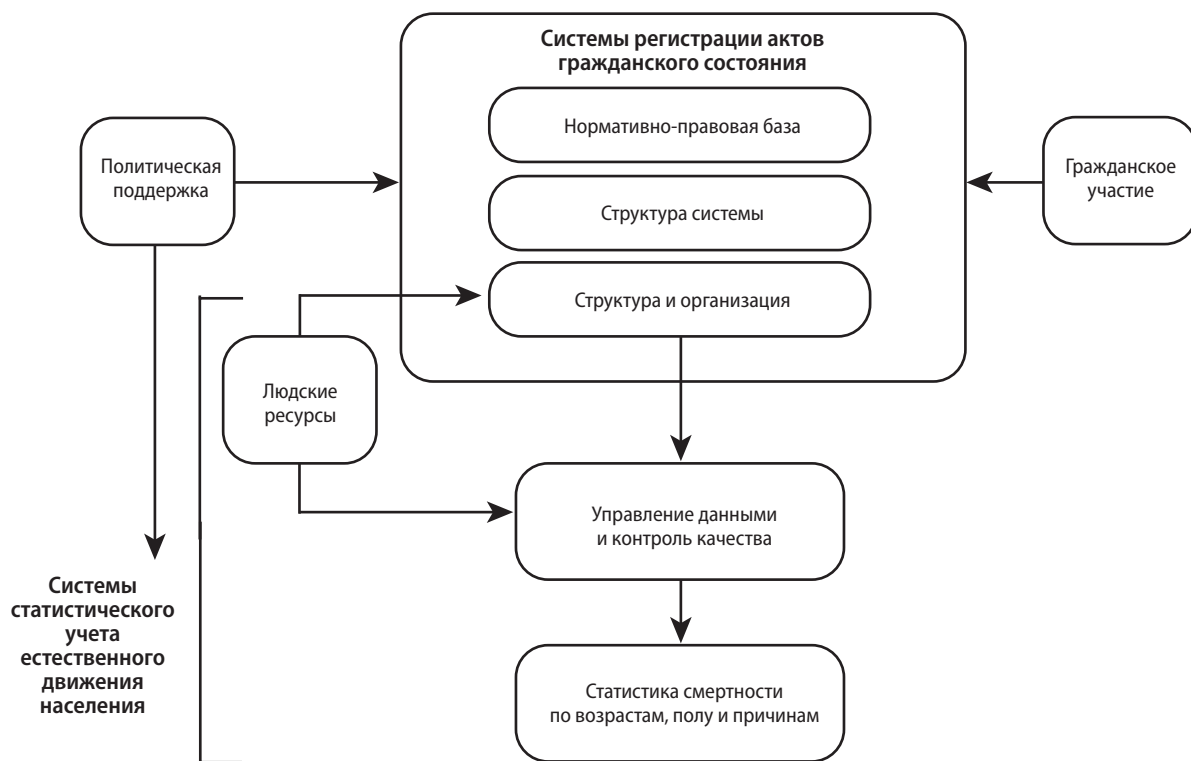 Системы регистрации актов
гражданского состояния
Нормативно-правовая база
Политическая
поддержка
Гражданское
участие
Структура системы
Структура и организация
Людские
ресурсы
Управление данными
и контроль качества
Системы
статистического
учета
естественного
движения
населения
Статистика смертности
по возрастам, полу и причинам